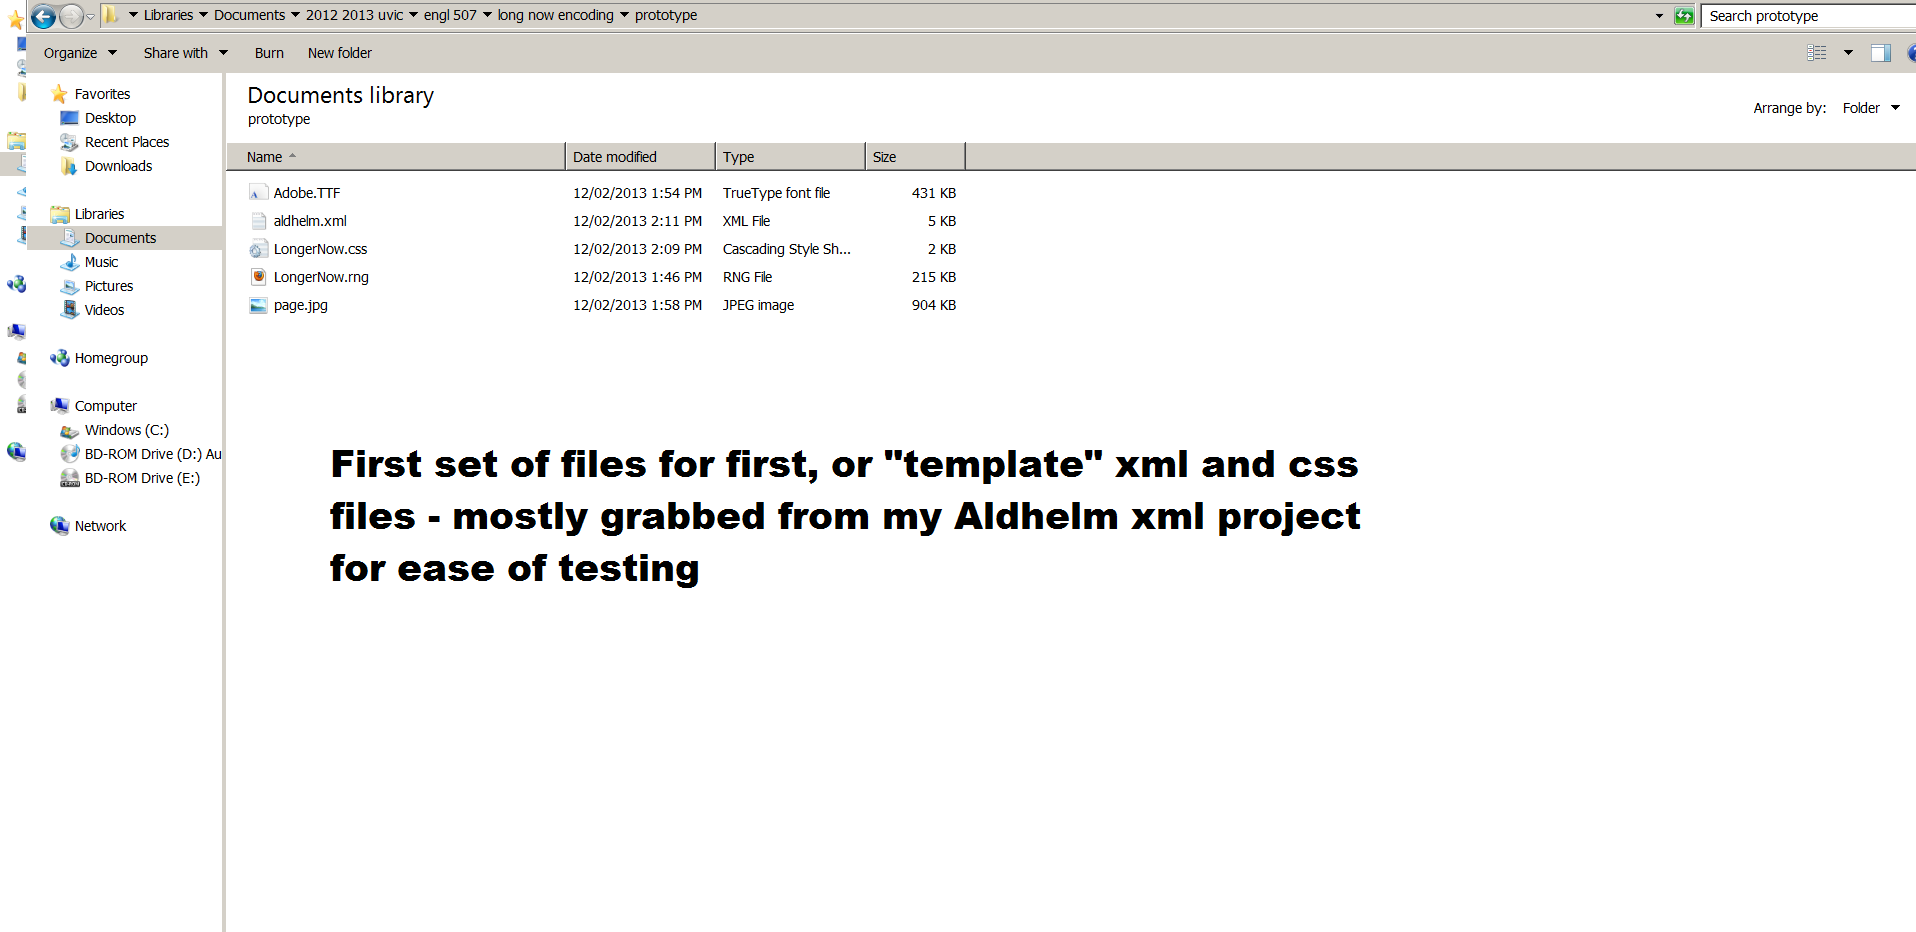 Libraries Documents 2012 2013 uvic engl 507 long now encoding prototype Search prototype
Organize Share with Burn New folder
Favorites
Desktop
Recent Places
Downloads
Libraries
Documents
Music
Pictures
Videos
Homegroup
Computer
Windows (C:)
BD-ROM Drive (D:) Au
BD-ROM Drive (E:)
Network
Documents library
prototype
Arrange by: Folder
Name Date modified Type Size
Adobe.TTF 12/02/2013 1:54 PM TrueType font file 431 KB
aldhelm.xml 12/02/2013 2:11 PM XML File 5 KB
LongerNow.css 12/02/2013 2:09 PM Cascading Style Sh... 2 KB
LongerNow.rng 12/02/2013 1:46 PM RNG File 215 KB
page.jpg 12/02/2013 1:58 PM JPEG image 904 KB
First set of files for first, or "template" xml and css
files - mostly grabbed from my Aldhelm xml project
for ease of testing